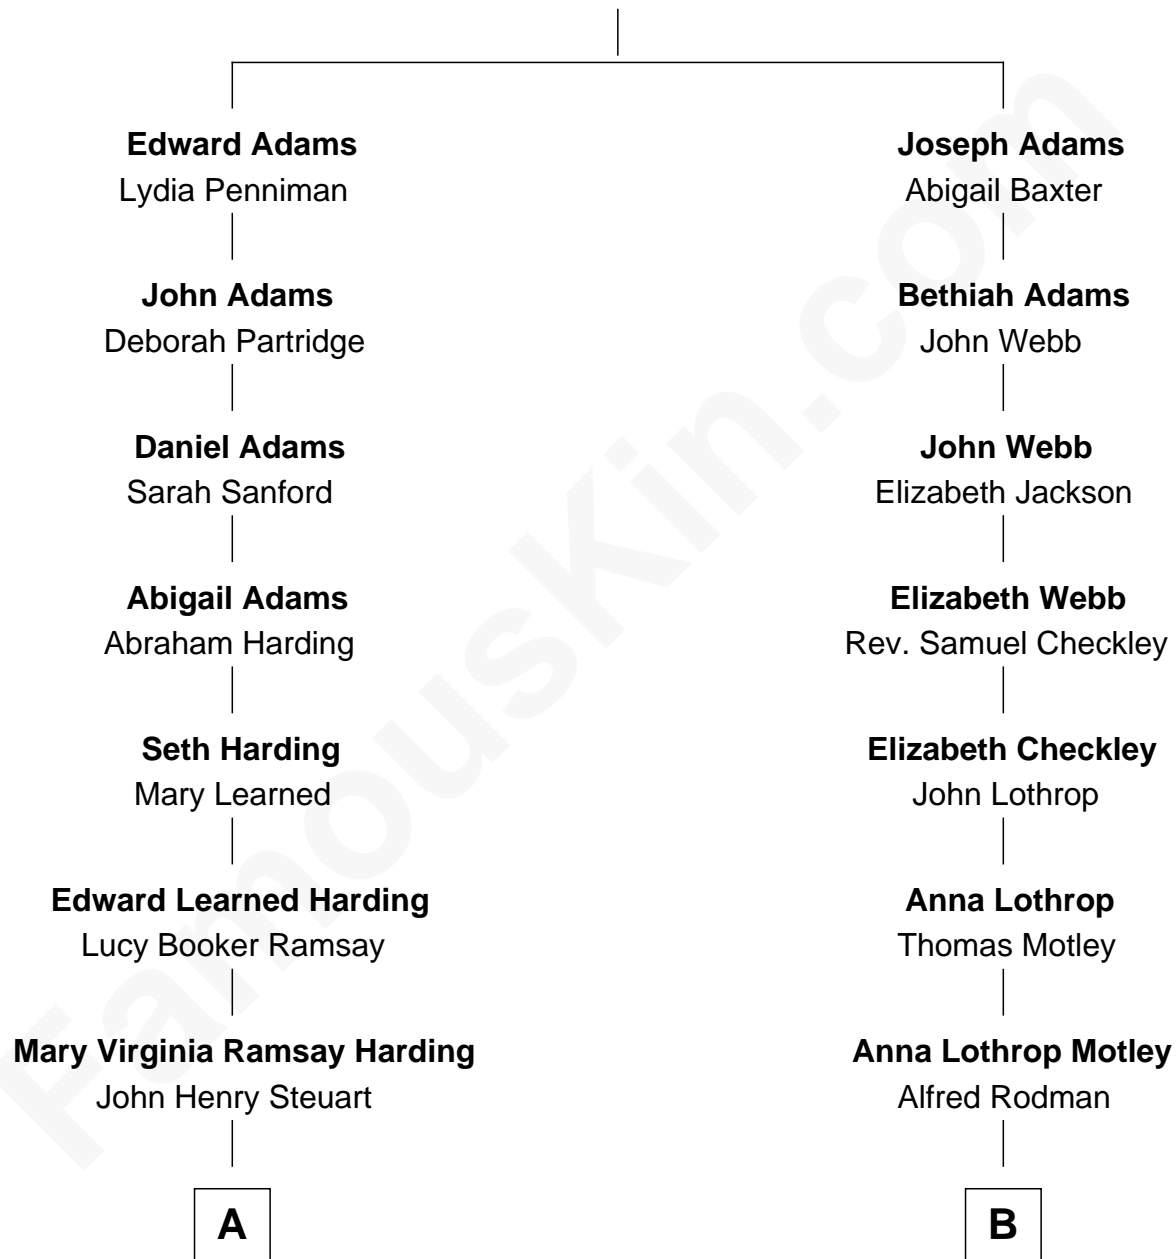 Edward Adams
Lydia Penniman
John Adams
Deborah Partridge
Daniel Adams
Sarah Sanford
Abigail Adams
Abraham Harding
Seth Harding
Mary Learned
Edward Learned Harding
Lucy Booker Ramsay
Mary Virginia Ramsay Harding
John Henry Steuart
A
Joseph Adams
Abigail Baxter
Bethiah Adams
John Webb
John Webb
Elizabeth Jackson
Elizabeth Webb
Rev. Samuel Checkley
Elizabeth Checkley
John Lothrop
Anna Lothrop
Thomas Motley
Anna Lothrop Motley
Alfred Rodman
B
FamousKin.com